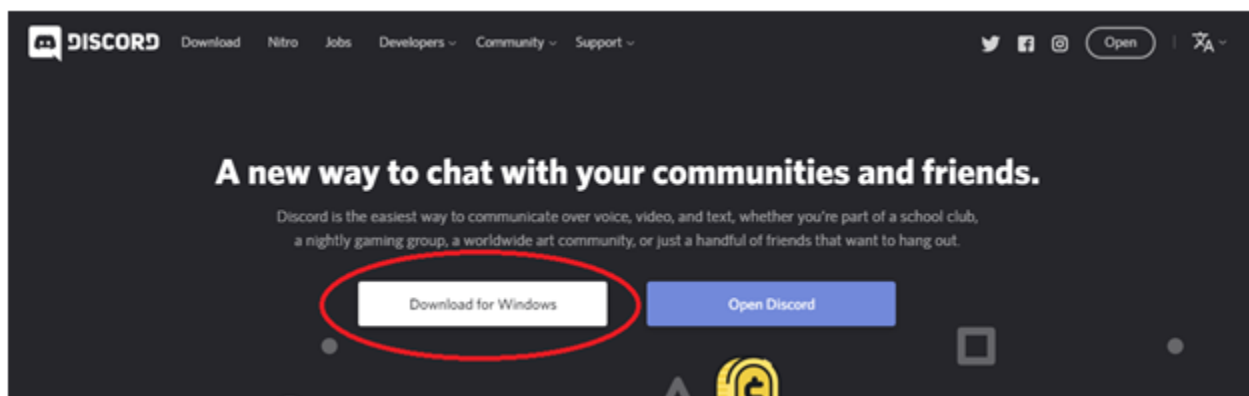 DISCORD Download Nitro Jobs Developers Community Support Open
A new way to chat with your communities and friends.
Discord is the easiest way to communicate over voice, video, and text, whether you're part of a school club,
a nightly gaming group, a worldwide art community, or just a handful of friends that want to hang out.
Download for Windows Open Discord